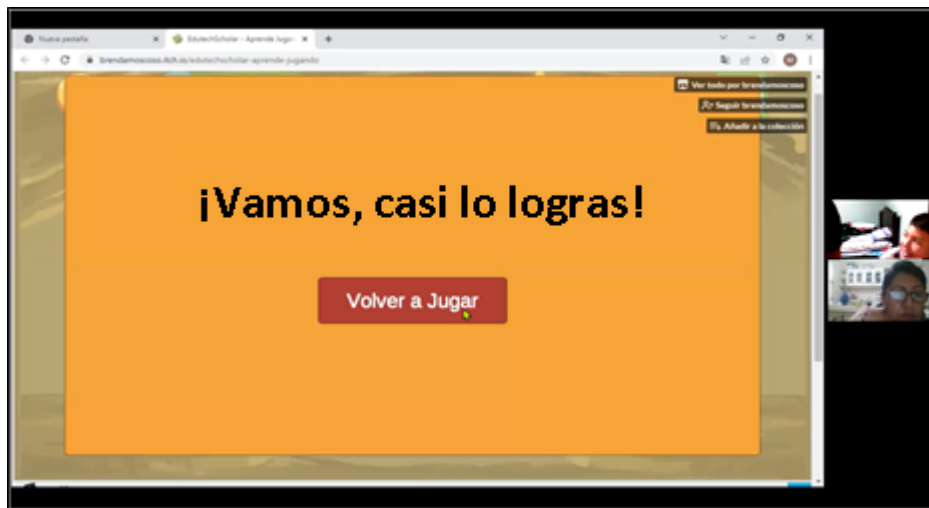 Nueva pestaña
EdutechScholar - Aprende Juga
brendamoscoso.itch.io/edutechscholar-aprende-jugando
Ver todo por brendamoscoso
Seguir brendamoscoso
Añadir a la colección
¡Vamos, casi lo logras!
Volver a Jugar